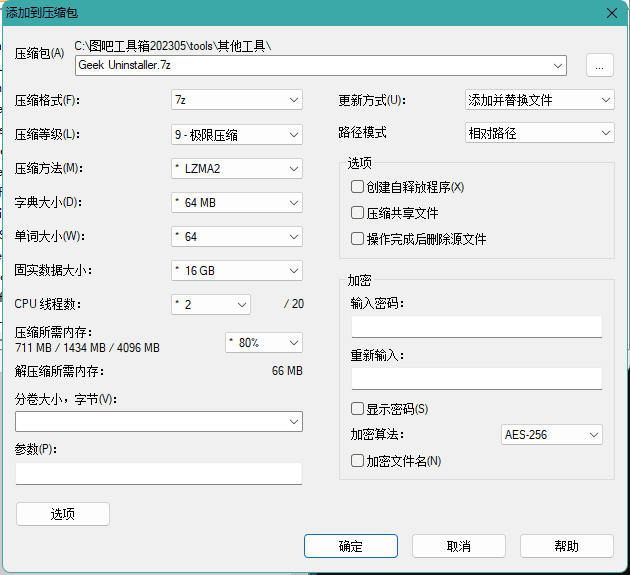 添加到压缩包
压缩包(A)
C:\图吧工具箱202305\tools\其他工具\
Geek Uninstaller.7z
...
压缩格式(F):
7z
压缩等级(L):
9 - 极限压缩
压缩方法(M):
* LZMA2
字典大小(D):
* 64 MB
单词大小(W):
* 64
固实数据大小:
* 16 GB
CPU 线程数:
* 2
/ 20
压缩所需内存:
711 MB / 1434 MB / 4096 MB
* 80%
解压缩所需内存:
66 MB
分卷大小，字节(V):
参数(P):
选项
更新方式(U):
添加并替换文件
路径模式
相对路径
选项
创建自释放程序(X)
压缩共享文件
操作完成后删除源文件
加密
输入密码:
重新输入:
显示密码(S)
加密算法:
AES-256
加密文件名(N)
确定
取消
帮助